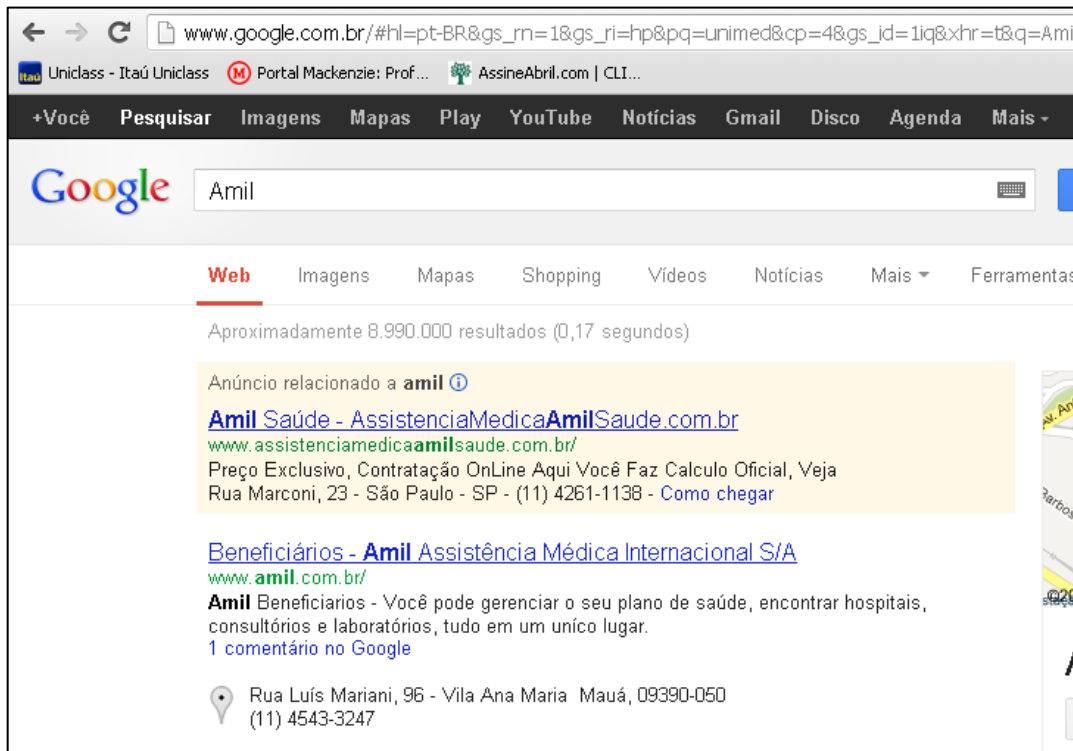 www.google.com.br/#hl=pt-BR&gs_rn=1&gs_ri=hp&pq=unimed&cp=4&gs_id=1iq&xhr=t&q=Ami
Itaú Uniclass - Itaú Uniclass M Portal Mackenzie: Prof... AssineAbril.com | CLI...
+Você Pesquisar Imagens Mapas Play YouTube Notícias Gmail Disco Agenda Mais
Google Amil
Web Imagens Mapas Shopping Vídeos Notícias Mais Ferramentas
Aproximadamente 8.990.000 resultados (0,17 segundos)
Anúncio relacionado a amil
Amil Saúde - AssistenciaMedicaAmilSaude.com.br
www.assistenciamedicaamilsaude.com.br/
Preço Exclusivo, Contratação OnLine Aqui Você Faz Calculo Oficial, Veja
Rua Marconi, 23 - São Paulo - SP - (11) 4261-1138 - Como chegar
Beneficiários - Amil Assistência Médica Internacional S/A
www.amil.com.br/
Amil Beneficiarios - Você pode gerenciar o seu plano de saúde, encontrar hospitais,
consultórios e laboratórios, tudo em um uníco lugar.
1 comentário no Google
Rua Luís Mariani, 96 - Vila Ana Maria Mauá, 09390-050
(11) 4543-3247
Av. An
Barbos
©20
A